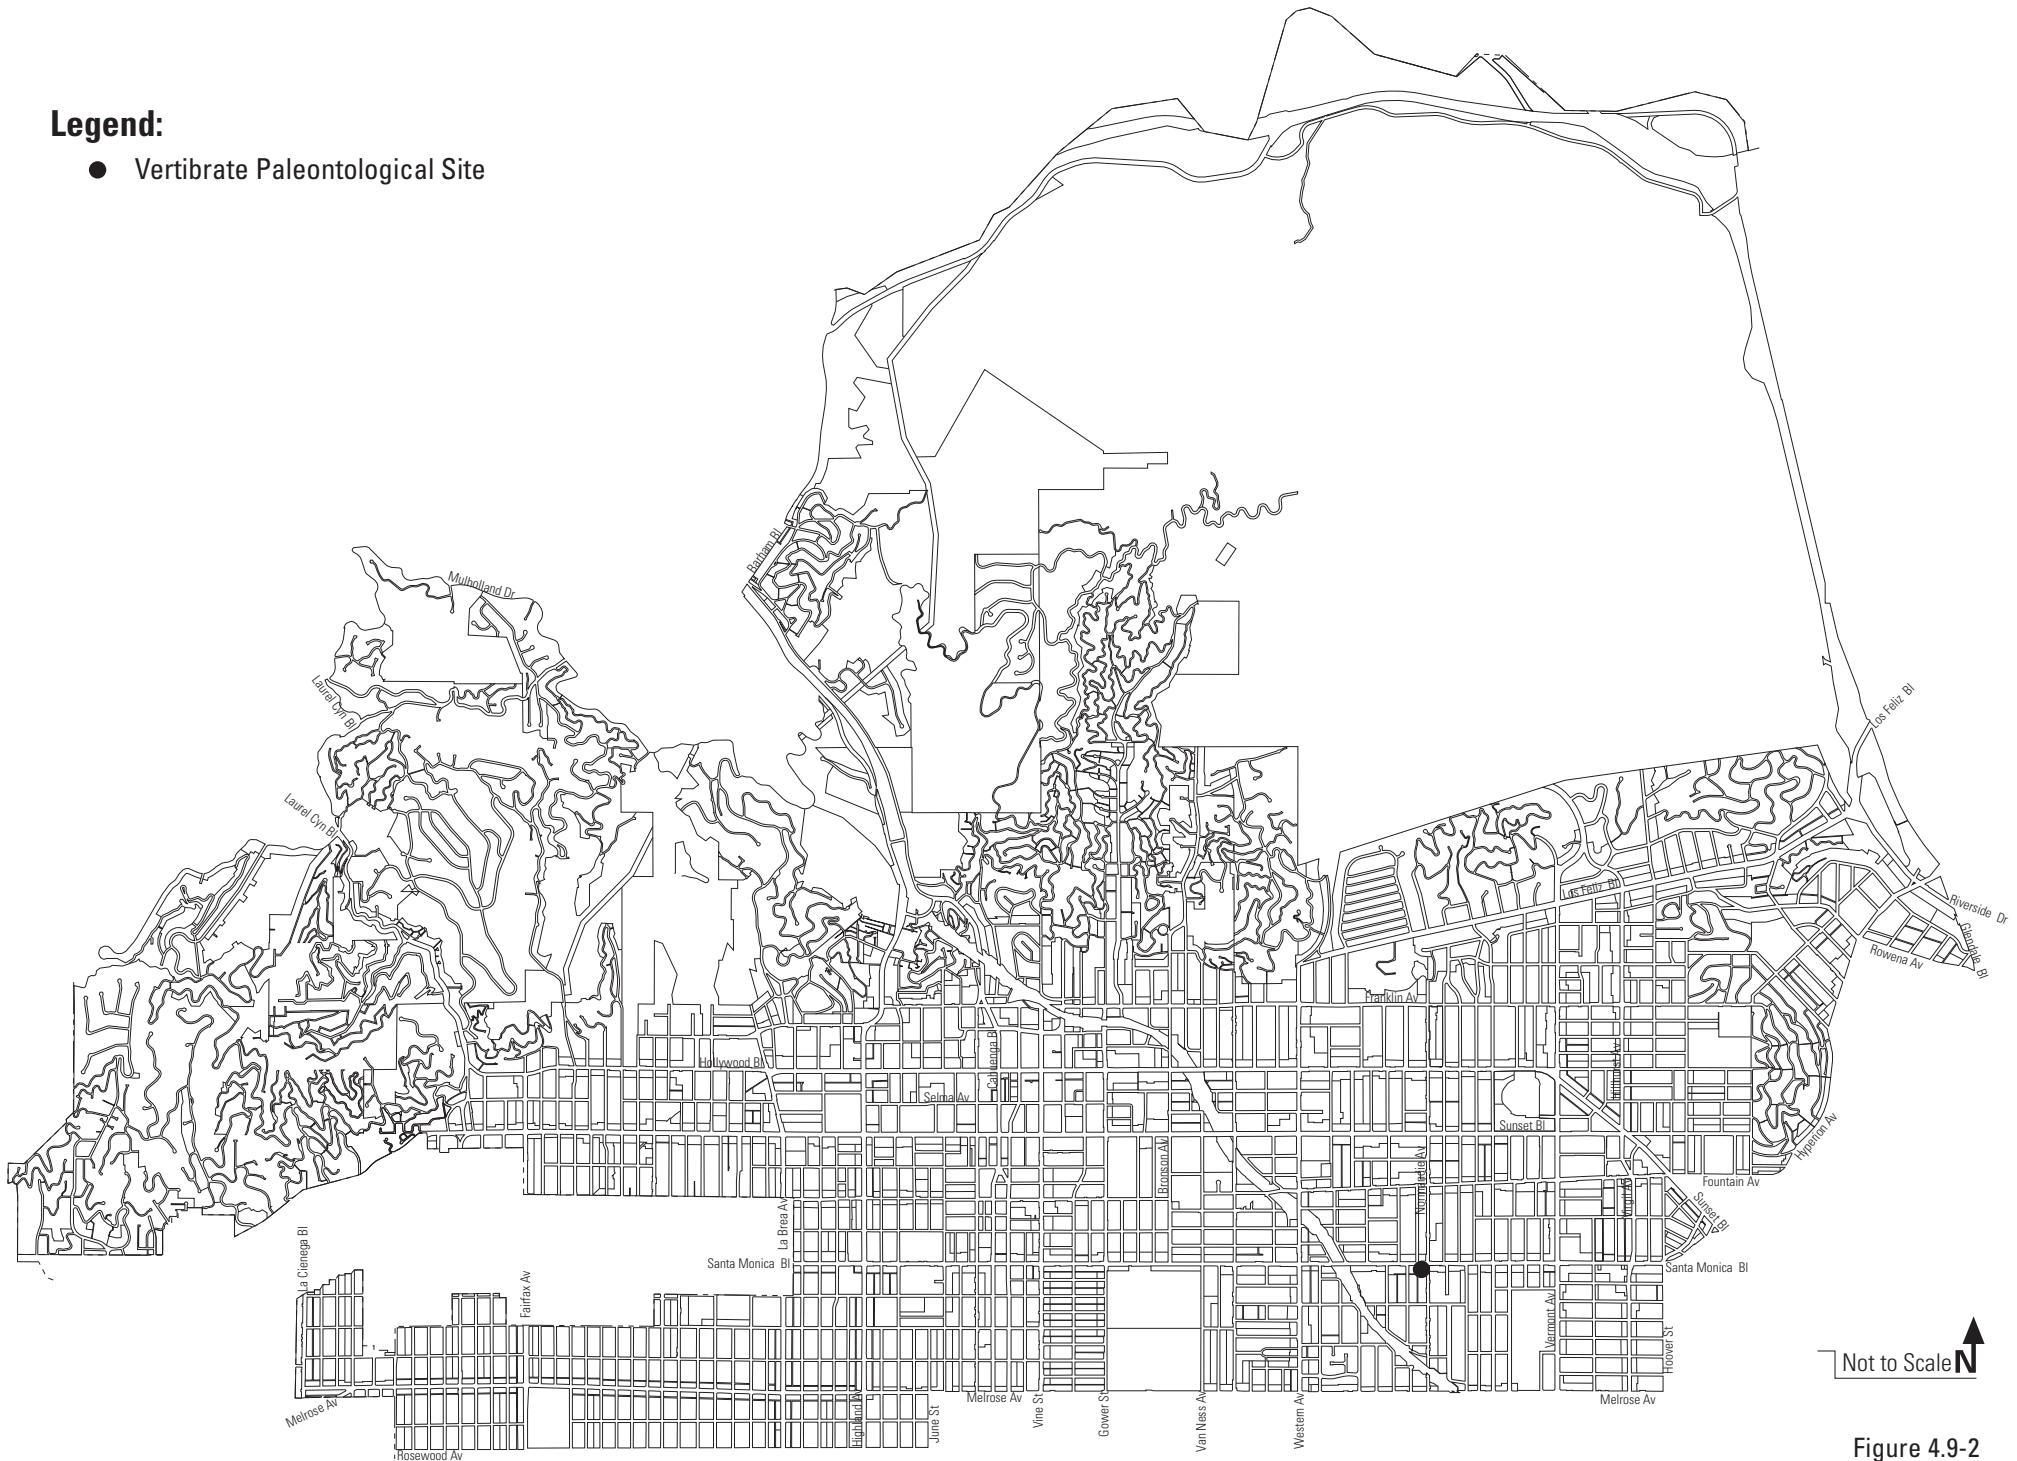 Legend:
Vertibrate Paleontological Site
Barham Bl
Mulholland Dr
Laurel Cyn Bl
Los Feliz Bl
Laurel Cyn Bl
Los Feliz Bl
Riverside Dr
Glendale Bl
Rowena Av
Franklin Av
Hollywood Bl
Cahuenga Bl
Hillhurst Av
Selma Av
Sunset Bl
Hyperion Av
Bronson Av
Normandie Av
Fountain Av
Virgil Av
Sunset Bl
La Brea Av
La Cienega Bl
Santa Monica Bl
Santa Monica Bl
Fairfax Av
Vermont Av
Hoover St
Not to Scale N
Melrose Av
Highland Av
June St
Melrose Av
Vine St
Gower St
Van Ness Av
Western Av
Melrose Av
Rosewood Av
Figure 4.9-2